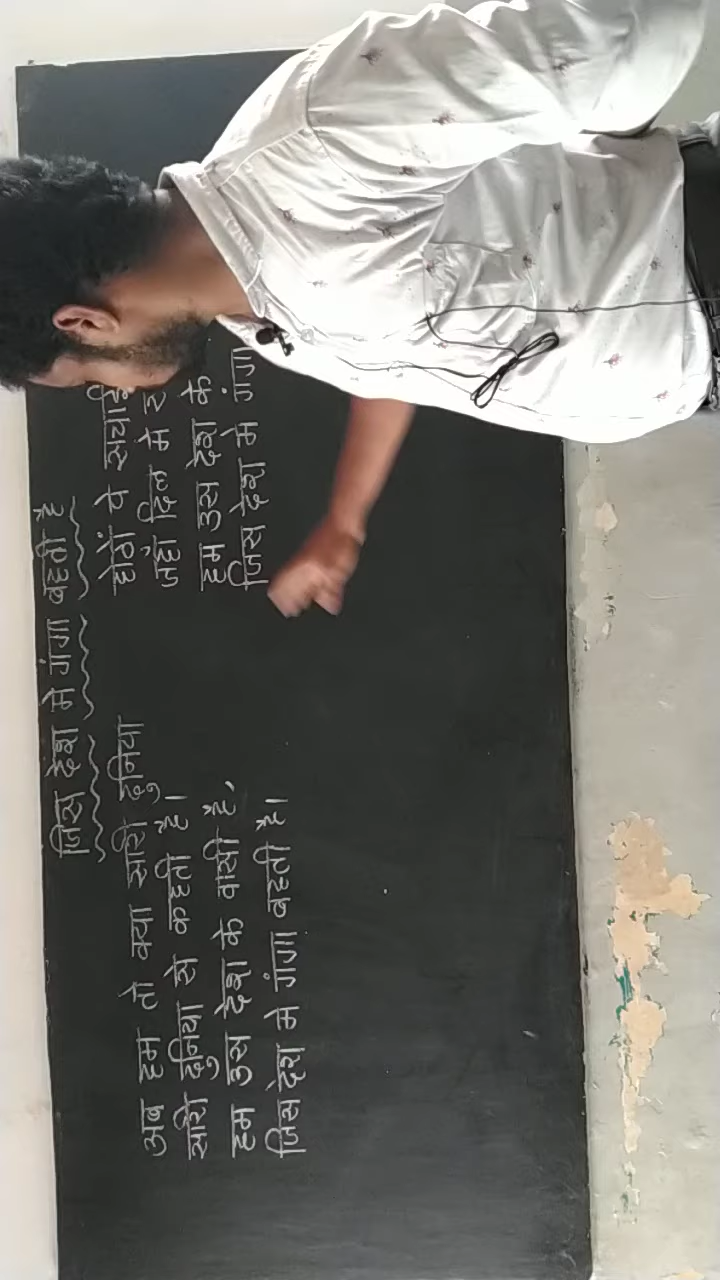 जिस देश मे गंगा बहती है
अब हम तो क्या सारी दुनिया
सारी दुनिया से कहती है।
हम उस देश के वासी है,
जिस देश मे गंगा बहती है।
होठों पे सचाई
जहाँ दिल मे
हम उस देश के
जिस देश मे गंगा